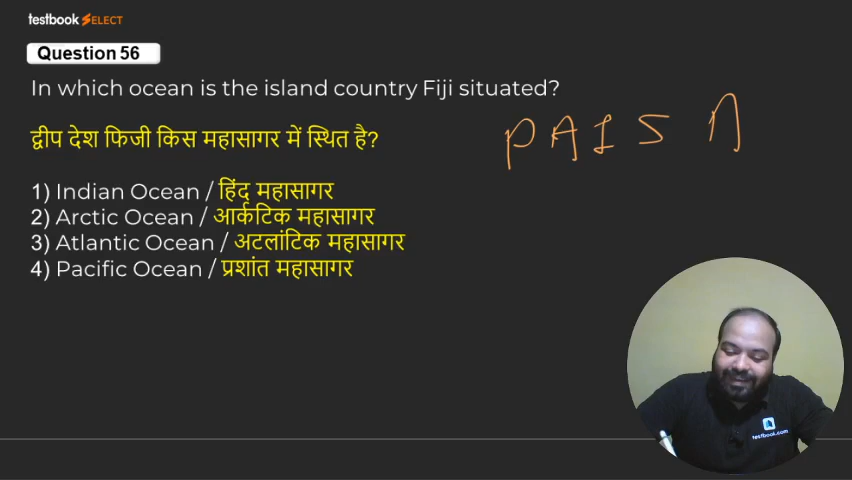 testbook SELECT
Question 56
In which ocean is the island country Fiji situated?
द्वीप देश फिजी किस महासागर में स्थित है?
P A I S A
1) Indian Ocean / हिंद महासागर
2) Arctic Ocean / आर्कटिक महासागर
3) Atlantic Ocean / अटलांटिक महासागर
4) Pacific Ocean / प्रशांत महासागर
testbook.com